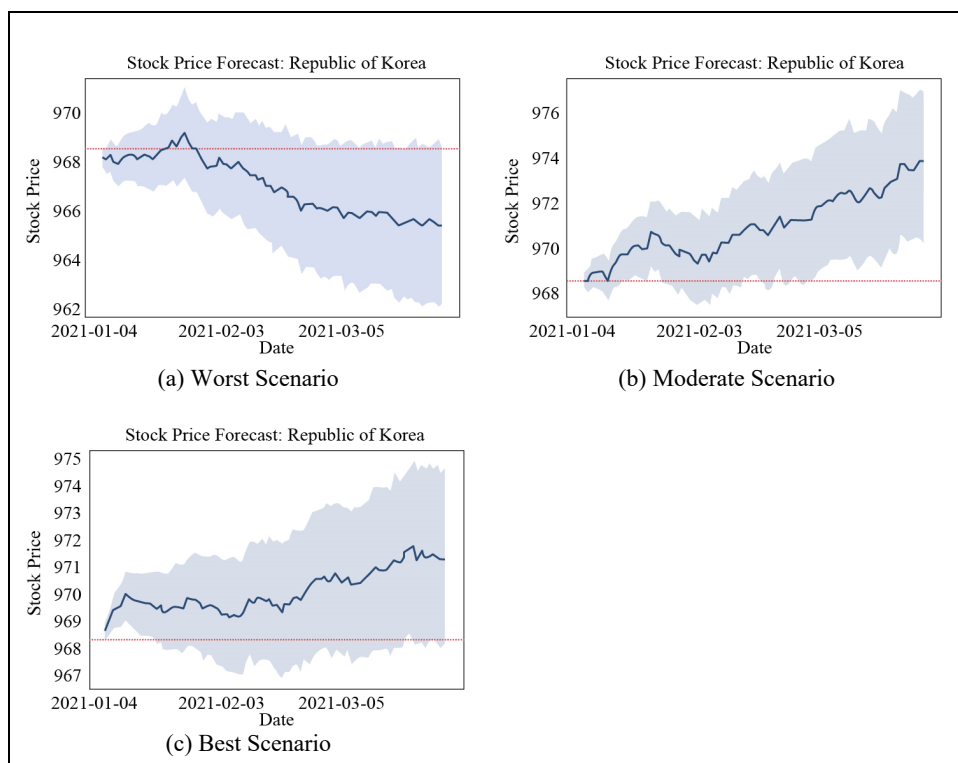 Stock Price Forecast: Republic of Korea
Stock Price
970
968
966
964
962
2021-01-04 2021-02-03 2021-03-05
Date
(a) Worst Scenario
Stock Price Forecast: Republic of Korea
Stock Price
976
974
972
970
968
2021-01-04 2021-02-03 2021-03-05
Date
(b) Moderate Scenario
Stock Price Forecast: Republic of Korea
Stock Price
975
974
973
972
971
970
969
968
967
2021-01-04 2021-02-03 2021-03-05
Date
(c) Best Scenario